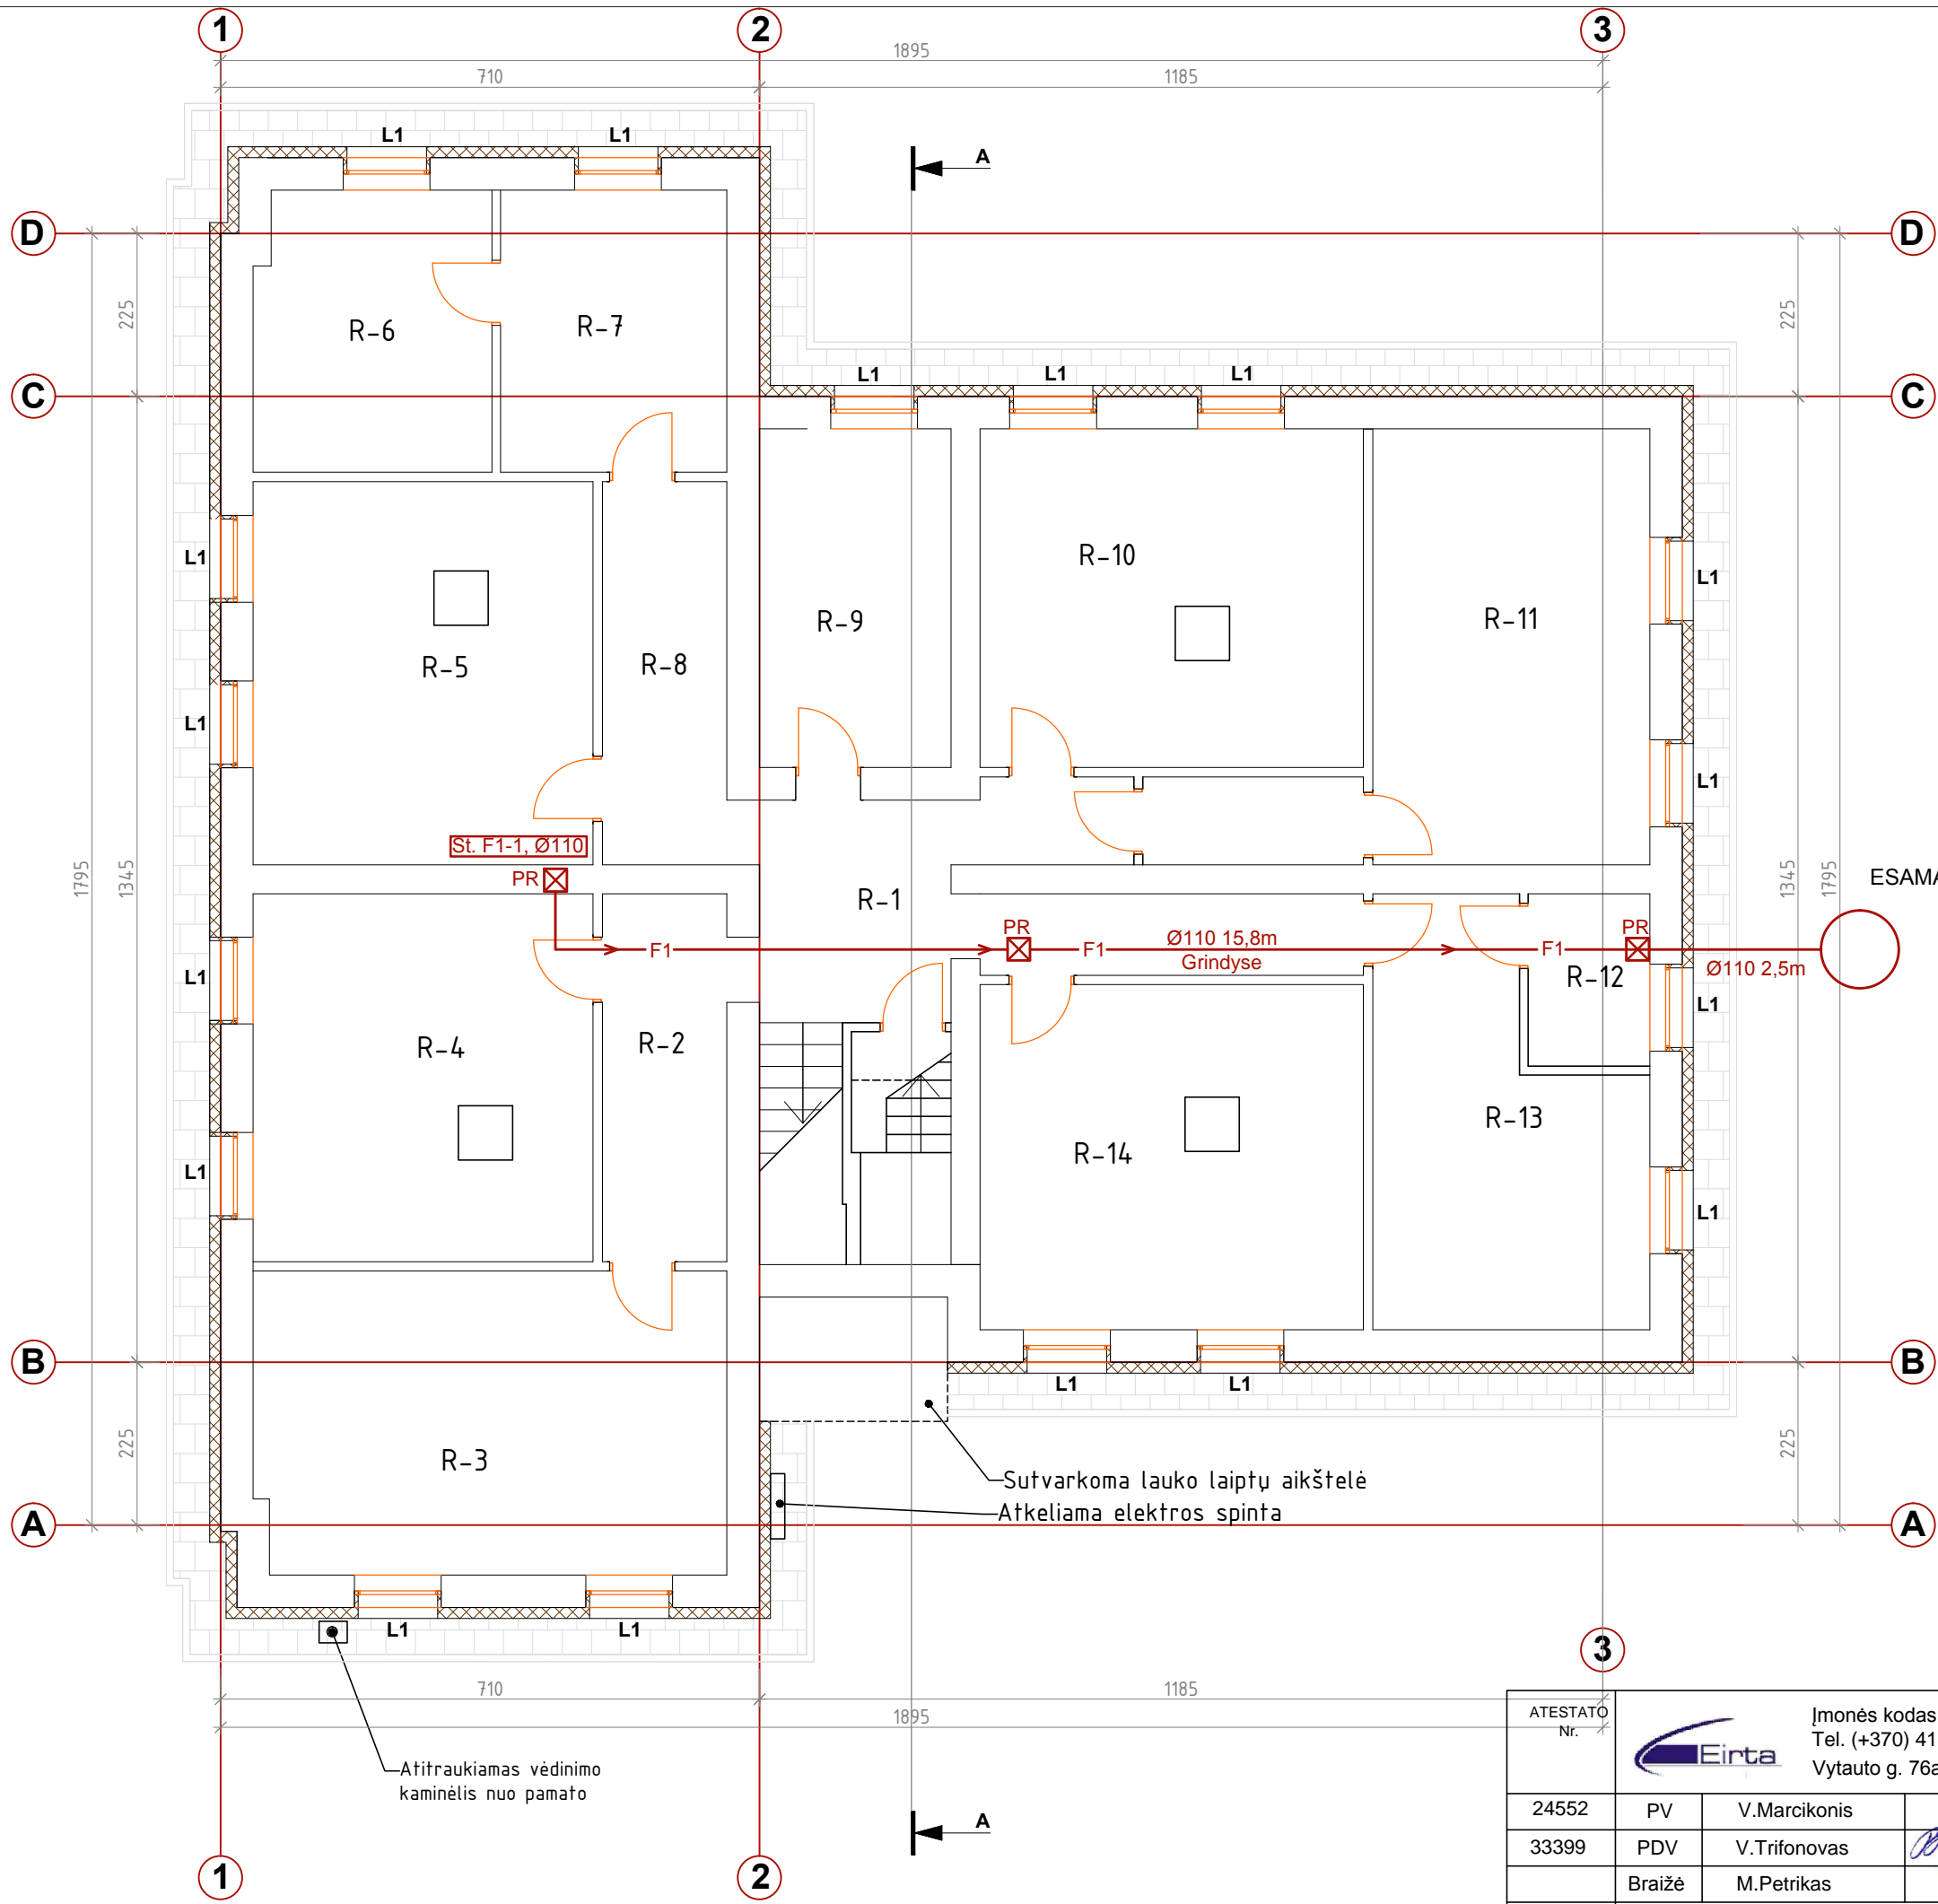 1
2
3
1895
710
1185
L1
L1
A
D
D
225
225
R-6
R-7
L1
L1
L1
C
C
L1
R-10
L1
R-9
R-11
R-5
R-8
L1
L1
St. F1-1, Ø110
PR
1795
1345
1345
1795
ESAMA
R-1
PR
PR
F1
F1
Ø110 15,8m
Grindyse
F1
Ø110 2,5m
R-12
L1
L1
R-4
R-2
R-13
R-14
L1
L1
B
B
L1
L1
225
225
R-3
Sutvarkoma lauko laiptų aikštelė
Atkeliama elektros spinta
A
A
L1
L1
3
710
1185
1895
Atitraukiamas vėdinimo
kaminėlis nuo pamato
A
1
2
ATESTATO
Nr.
Eirta
Įmonės kodas
Tel. (+370) 41
Vytauto g. 76a
24552 PV V.Marcikonis
33399 PDV V.Trifonovas
Braižė M.Petrikas